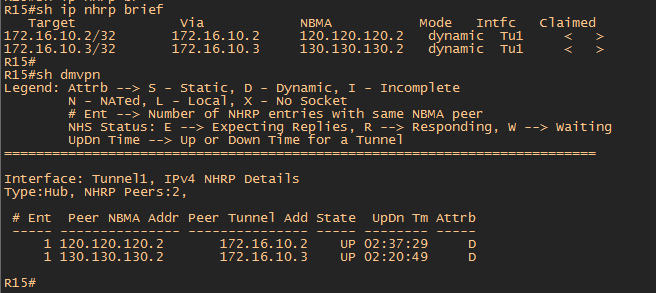 R15#sh ip nhrp brief
   Target             Via            NBMA           Mode   Intfc   Claimed
172.16.10.2/32       172.16.10.2     120.120.120.2   dynamic  Tu1     <   >
172.16.10.3/32       172.16.10.3     130.130.130.2   dynamic  Tu1     <   >
R15#
R15#sh dmvpn
Legend: Attrb --> S - Static, D - Dynamic, I - Incomplete
        N - NATed, L - Local, X - No Socket
        # Ent --> Number of NHRP entries with same NBMA peer
        NHS Status: E --> Expecting Replies, R --> Responding, W --> Waiting
        UpDn Time --> Up or Down Time for a Tunnel
==========================================================================
Interface: Tunnel1, IPv4 NHRP Details
Type:Hub, NHRP Peers:2,
 # Ent  Peer NBMA Addr Peer Tunnel Add State  UpDn Tm Attrb
 ----- --------------- --------------- ----- -------- -----
     1 120.120.120.2       172.16.10.2    UP 02:37:29     D
     1 130.130.130.2       172.16.10.3    UP 02:20:49     D
R15#